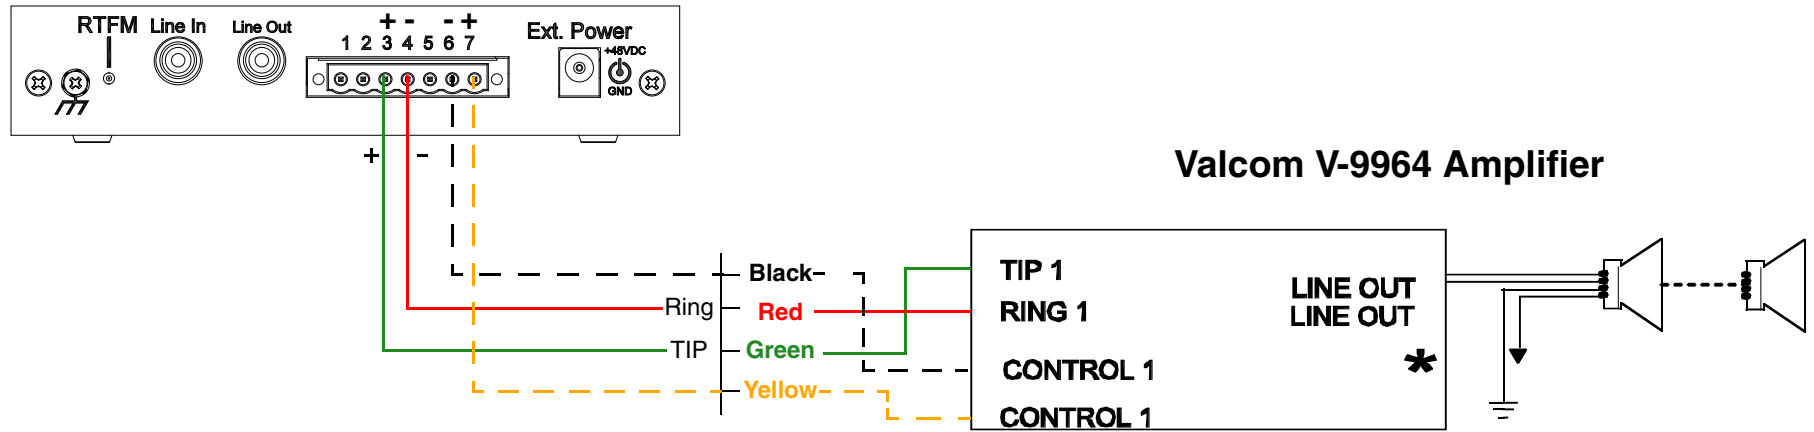 + - - +
RTFM Line In Line Out
1 2 3 4 5 6 7
Ext. Power
+48VDC
GND
+ -
Valcom V-9964 Amplifier
Black
Ring Red
TIP Green
Yellow
TIP 1
RING 1
CONTROL 1
CONTROL 1
LINE OUT
LINE OUT
*